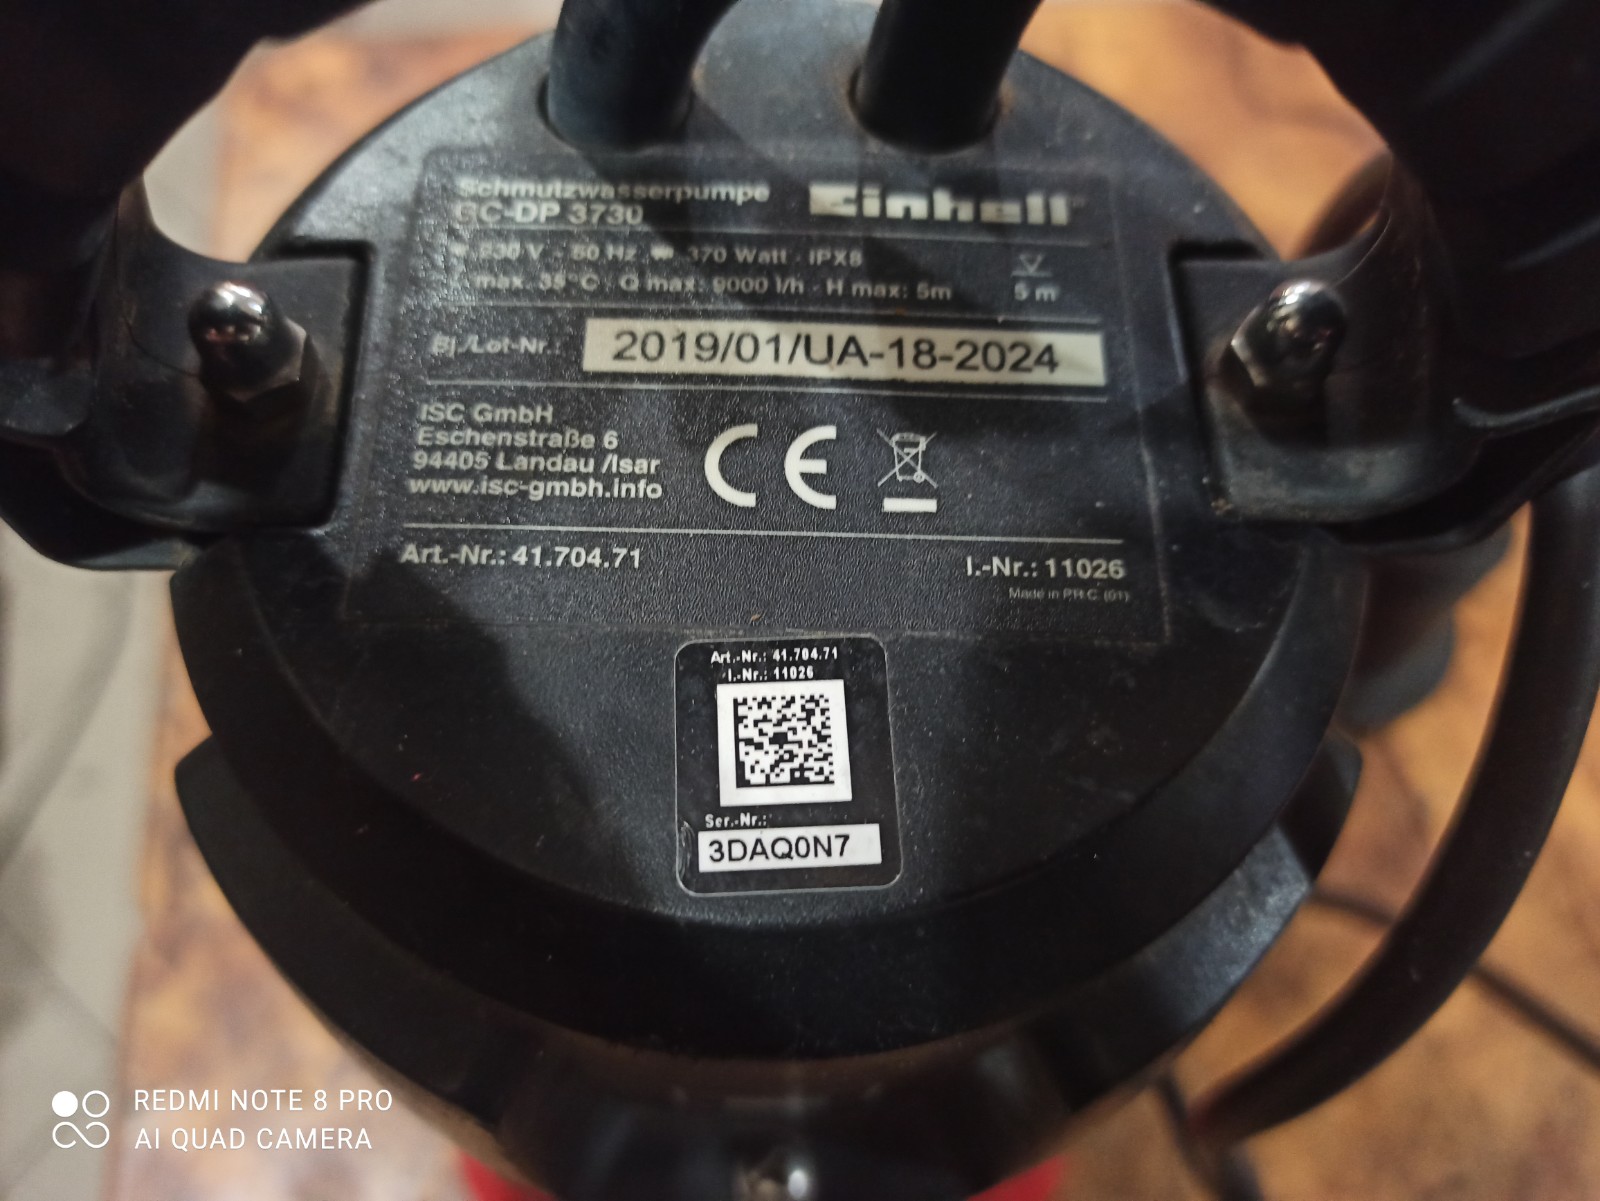 Schmutzwasserpumpe
GC-DP 3730
Einhell
230 V ~ 50 Hz · 370 Watt · IPX8
max. 35°C · Q max: 9000 l/h · H max: 5m
5 m
Bj./Lot-Nr.:
2019/01/UA-18-2024
ISC GmbH
Eschenstraße 6
94405 Landau /Isar
www.isc-gmbh.info
CE
Art.-Nr.: 41.704.71
I.-Nr.: 11026
Made in P.R.C. (01)
Art.-Nr.: 41.704.71
I.-Nr.: 11026
Ser.-Nr.:
3DAQ0N7
REDMI NOTE 8 PRO
AI QUAD CAMERA